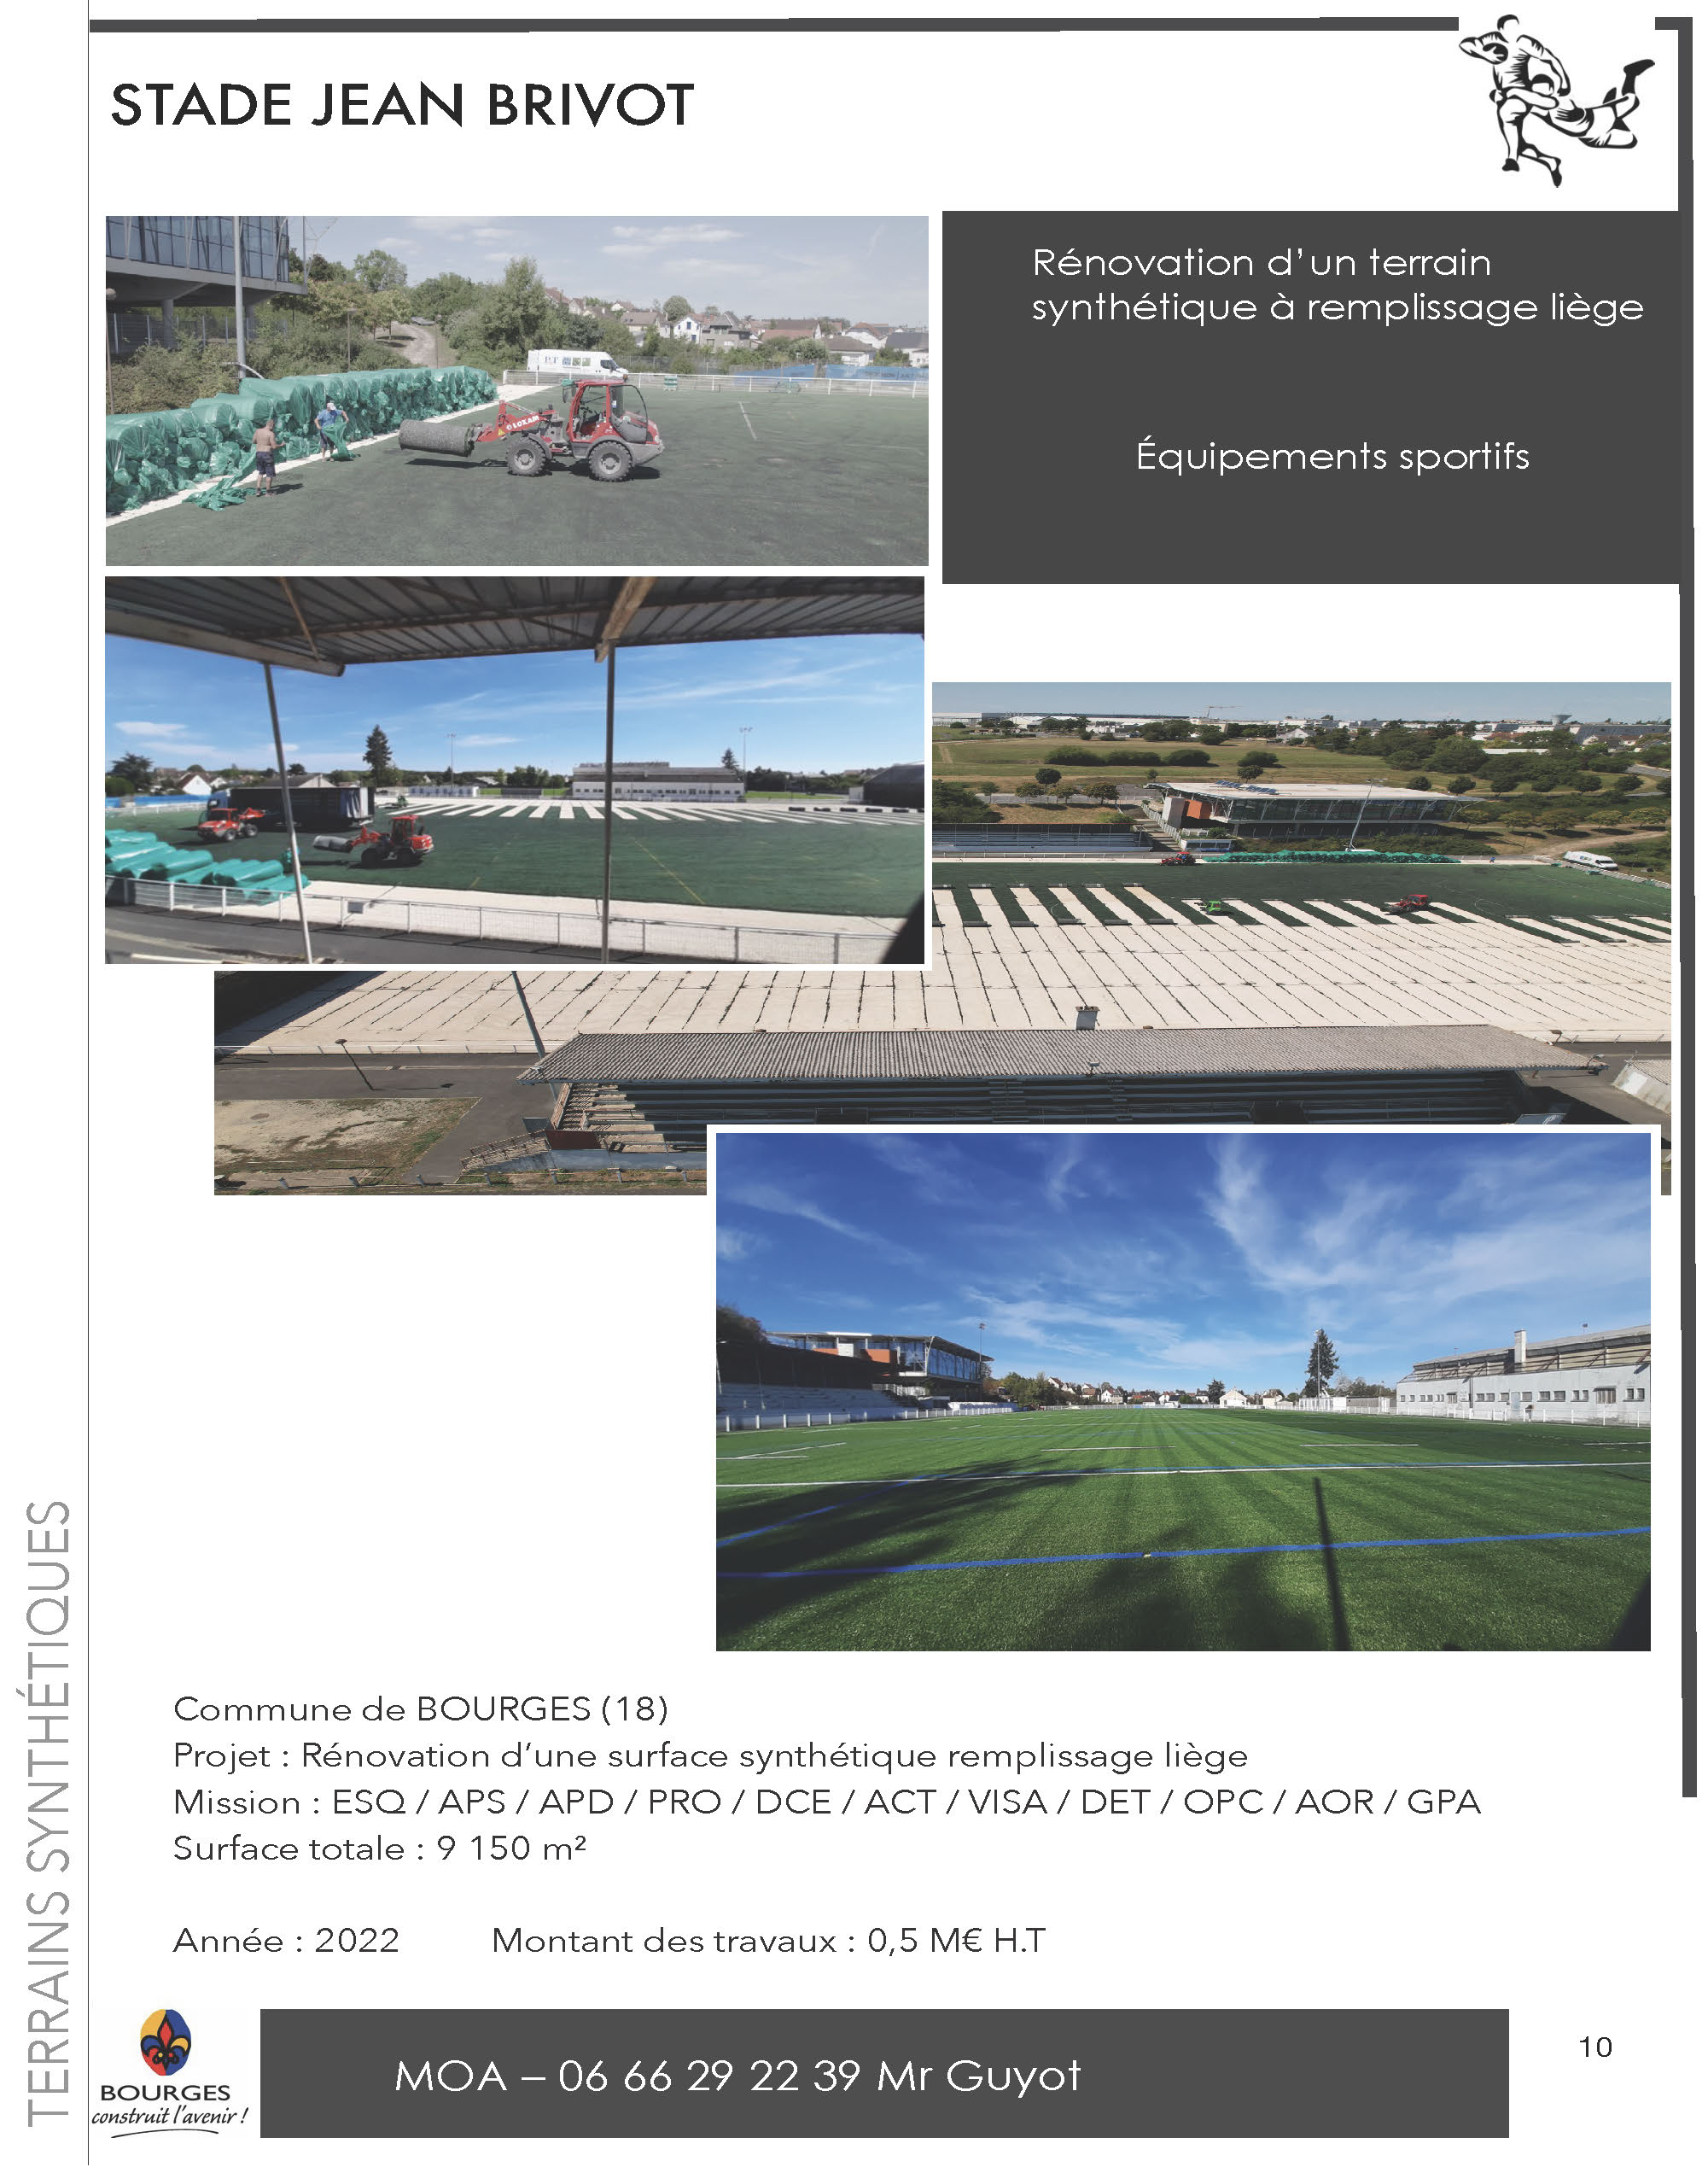 STADE JEAN BRIVOT
Rénovation d’un terrain
synthétique à remplissage liège
Équipements sportifs
LOXAM
TERRAINS SYNTHÉTIQUES
Commune de BOURGES (18)
Projet : Rénovation d’une surface synthétique remplissage liège
Mission : ESQ / APS / APD / PRO / DCE / ACT / VISA / DET / OPC / AOR / GPA
Surface totale : 9 150 m²
Année : 2022 Montant des travaux : 0,5 M€ H.T
BOURGES
construit l’avenir !
MOA – 06 66 29 22 39 Mr Guyot
10